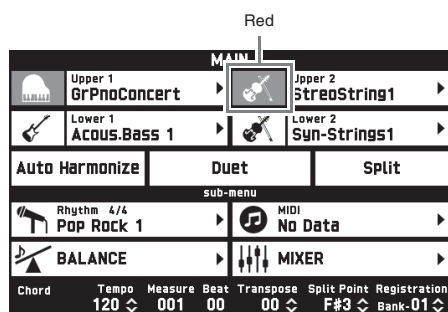 Red
MAIN
Upper 1
GrPnoConcert
Upper 2
StreoString1
Lower 1
Acous.Bass 1
Lower 2
Syn-Strings1
Auto Harmonize Duet Split
sub-menu
Rhythm 4/4
Pop Rock 1
MIDI
No Data
BALANCE MIXER
Chord Tempo Measure Beat Transpose Split Point Registration
120 001 00 00 F#3 Bank-01